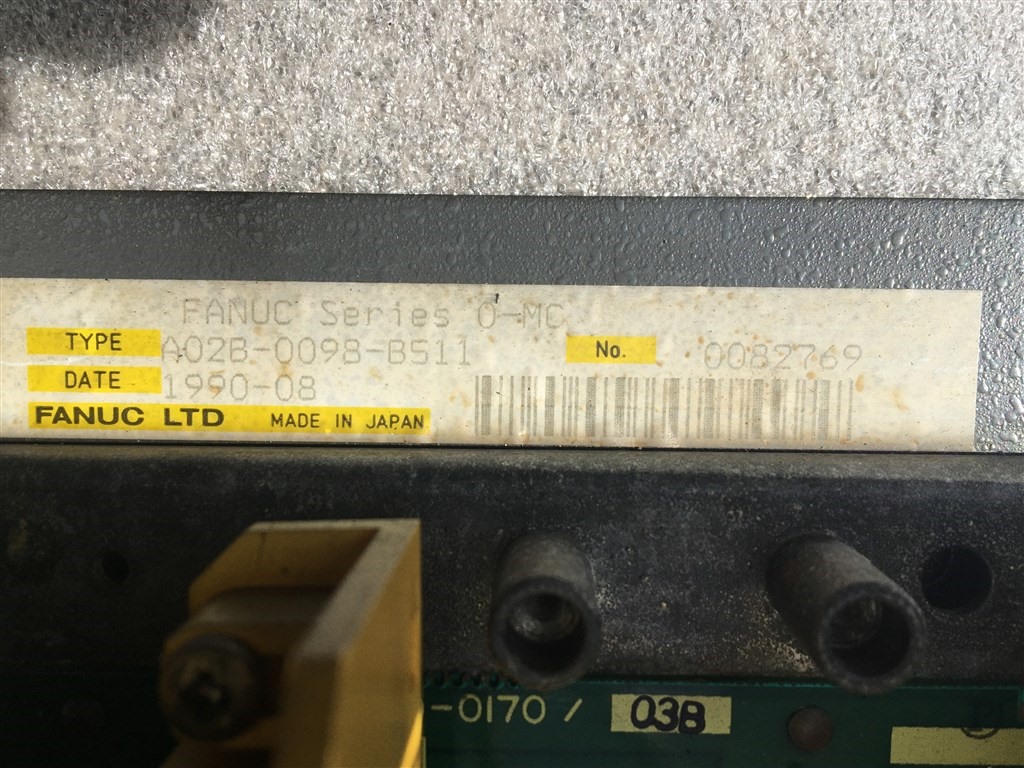 FANUC Series 0-MC
TYPE A02B-0098-B511 No. 0082769
DATE 1990-08
FANUC LTD MADE IN JAPAN
-0170 / 03B